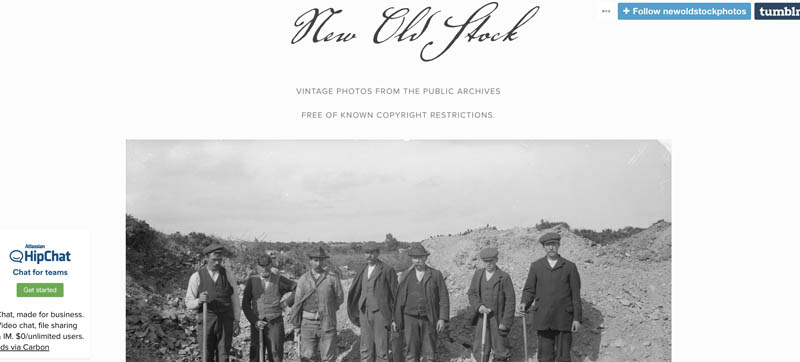 New Old Stock
+ Follow newoldstockphotos
tumblr
VINTAGE PHOTOS FROM THE PUBLIC ARCHIVES
FREE OF KNOWN COPYRIGHT RESTRICTIONS.
Atlassian
HipChat
Chat for teams
Get started
Chat, made for business.
Video chat, file sharing
& IM. $0/unlimited users.
ds via Carbon